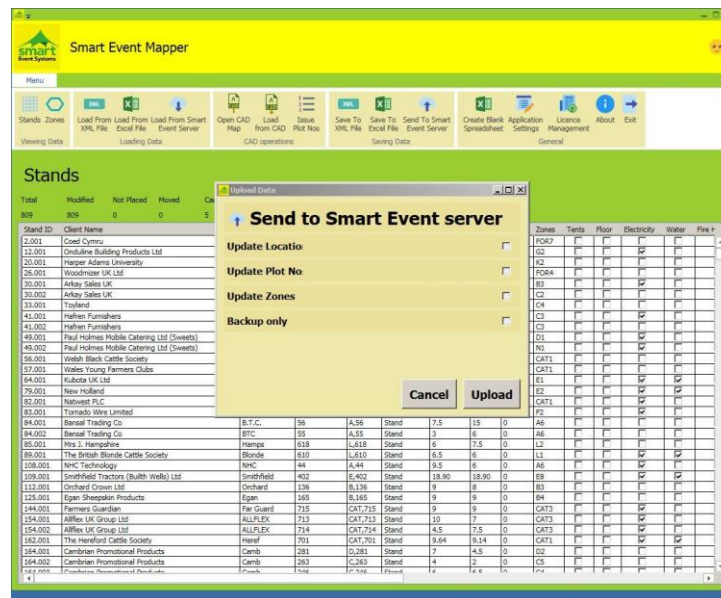 smart
Event Systems
Smart Event Mapper
Menu
Stands Zones
Load From XML File
Load From Excel File
Load From Smart Event Server
Open CAD Map
Load from CAD
Issue Plot Nos
Save To XML File
Save To Excel File
Send To Smart Event Server
Create Blank Spreadsheet
Application Settings
Licence Management
About
Exit
Viewing Data Loading Data CAD operations Saving Data General
Stands
Total Modified Not Placed Moved
809 809 0 0 5
Upload Data
Send to Smart Event server
Update Locatio
Update Plot No
Update Zones
Backup only
Cancel Upload
Stand ID Client Name Zones Tents Floor Electricity Water Fire
2.001 Coed Cymru FOR7
12.001 Onduline Building Products Ltd G2
20.001 Harper Adams University K2
26.001 Woodmizer UK Ltd FOR4
30.001 Arkay Sales UK B3
30.002 Arkay Sales UK C2
33.001 Toyland C4
41.001 Hafren Furnishers C3
41.002 Hafren Furnishers C3
49.001 Paul Holmes Mobile Catering Ltd (Sweets) D1
49.002 Paul Holmes Mobile Catering Ltd (Sweets) N1
56.001 Welsh Black Cattle Society CAT1
57.001 Wales Young Farmers Clubs CAT1
64.001 Kubota UK Ltd E1
79.001 New Holland E2
82.001 Natwest PLC CAT1
83.001 Tornado Wire Limited F2
84.001 Bansal Trading Co B.T.C. 56 A,56 Stand 7.5 15 0 A6
84.002 Bansal Trading Co BTC 55 A,55 Stand 3 6 0 A6
85.001 Mrs J. Hampshire Hamps 618 L,618 Stand 6 7.5 0 L2
89.001 The British Blonde Cattle Society Blonde 610 L,610 Stand 6.5 6 0 L1
108.001 NHC Technology NHC 44 A,44 Stand 9.5 6 0 A6
109.001 Smithfield Tractors (Builth Wells) Ltd Smithfield 402 E,402 Stand 18.90 18.90 0 E8
112.001 Orchard Crown Ltd Orchard 136 B,136 Stand 9 8 0 B3
125.001 Egan Sheepskin Products Egan 165 B,165 Stand 9 9 0 B4
144.001 Farmers Guardian Far Guard 715 CAT,715 Stand 9 9 0 CAT3
154.001 Allflex UK Group Ltd ALLFLEX 713 CAT,713 Stand 10 7 0 CAT3
154.002 Allflex UK Group Ltd ALLFLEX 714 CAT,714 Stand 4.5 7.5 0 CAT3
162.001 The Hereford Cattle Society Heref 701 CAT,701 Stand 9.64 9.14 0 CAT1
164.001 Cambrian Promotional Products Camb 281 D,281 Stand 7 4.5 0 D2
164.002 Cambrian Promotional Products Camb 263 C,263 Stand 4 2 0 C5